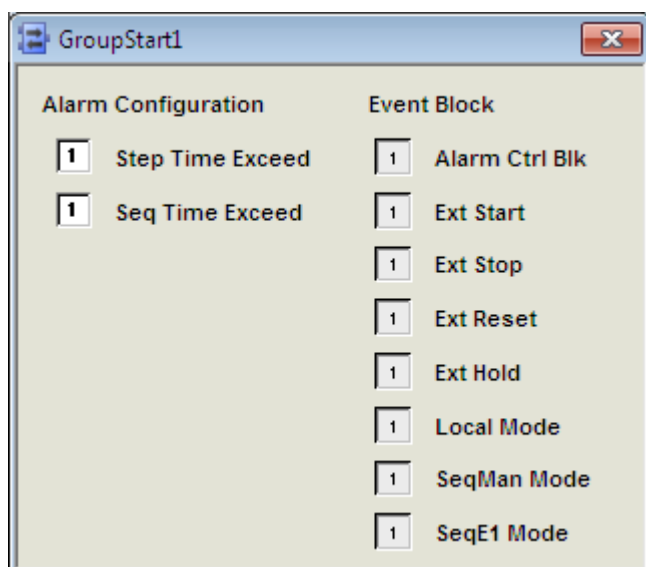 GroupStart1
Alarm Configuration Event Block
1 Step Time Exceed 1 Alarm Ctrl Blk
1 Seq Time Exceed 1 Ext Start
1 Ext Stop
1 Ext Reset
1 Ext Hold
1 Local Mode
1 SeqMan Mode
1 SeqE1 Mode